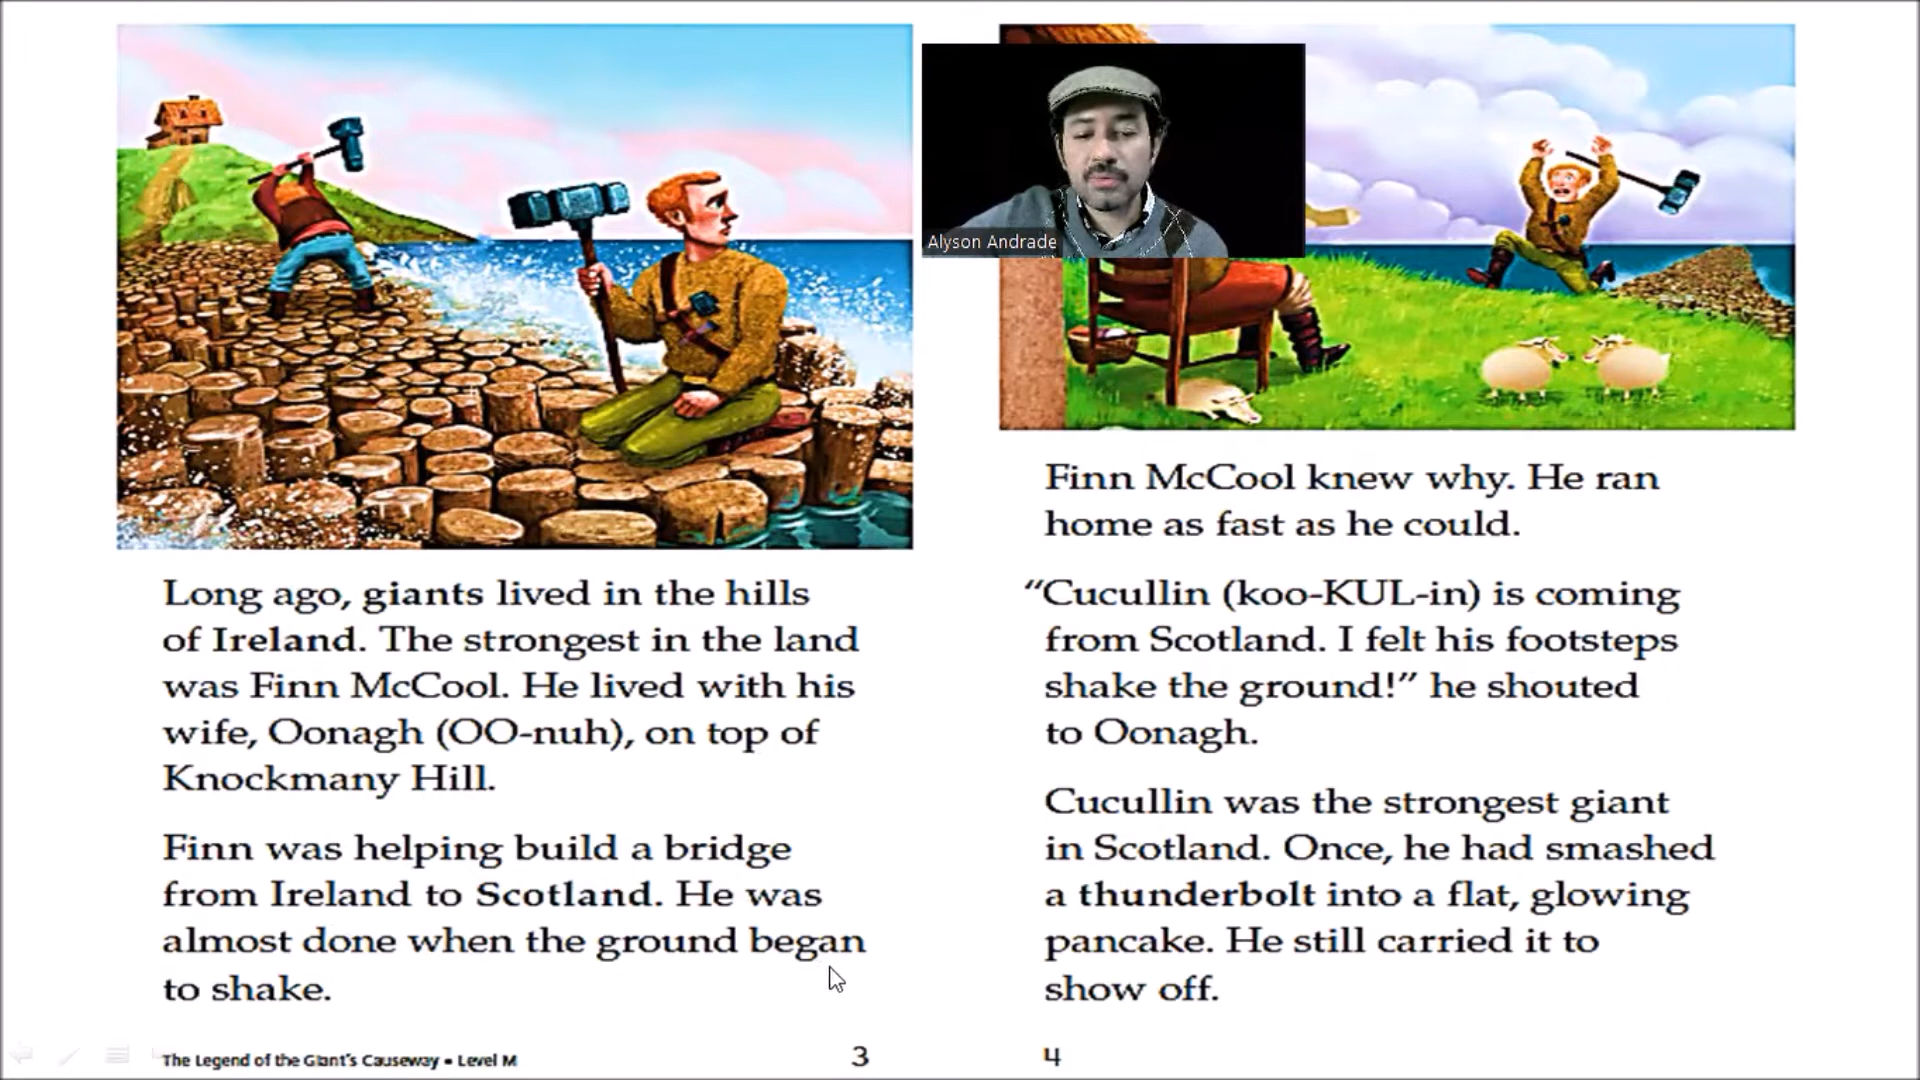 Alyson Andrade
Long ago, giants lived in the hills
of Ireland. The strongest in the land
was Finn McCool. He lived with his
wife, Oonagh (OO-nuh), on top of
Knockmany Hill.
Finn was helping build a bridge
from Ireland to Scotland. He was
almost done when the ground began
to shake.
The Legend of the Giant's Causeway • Level M
3
Finn McCool knew why. He ran
home as fast as he could.
“Cucullin (koo-KUL-in) is coming
from Scotland. I felt his footsteps
shake the ground!” he shouted
to Oonagh.
Cucullin was the strongest giant
in Scotland. Once, he had smashed
a thunderbolt into a flat, glowing
pancake. He still carried it to
show off.
4